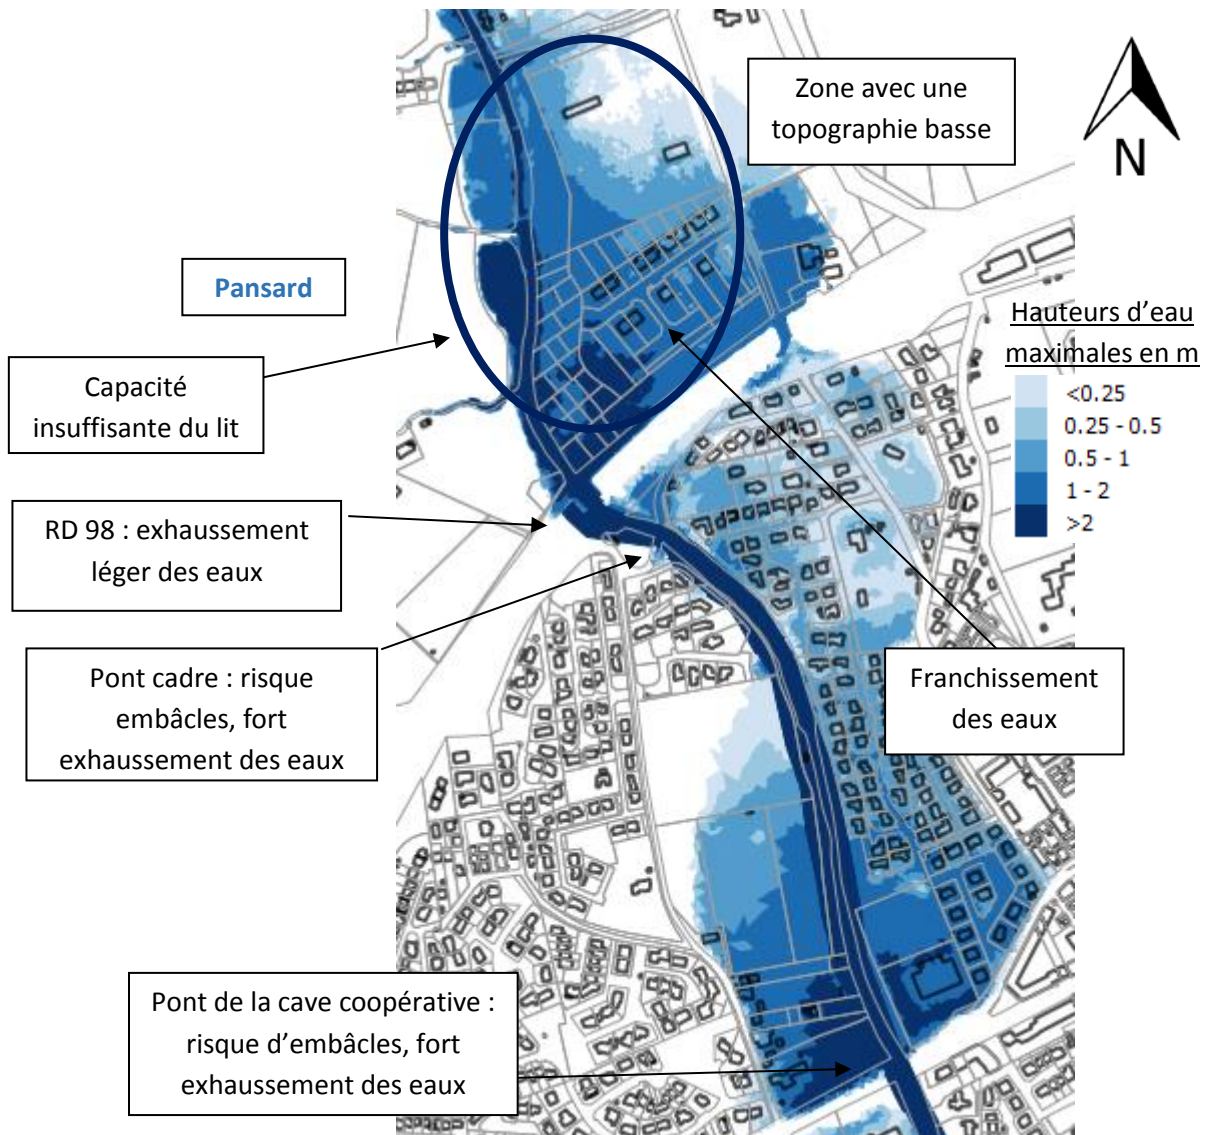 Zone avec une
topographie basse
N
Pansard
Hauteurs d'eau
maximales en m
<0.25
0.25 - 0.5
0.5 - 1
1 - 2
>2
Capacité
insuffisante du lit
RD 98 : exhaussement
léger des eaux
Pont cadre : risque
embâcles, fort
exhaussement des eaux
Franchissement
des eaux
Pont de la cave coopérative :
risque d'embâcles, fort
exhaussement des eaux